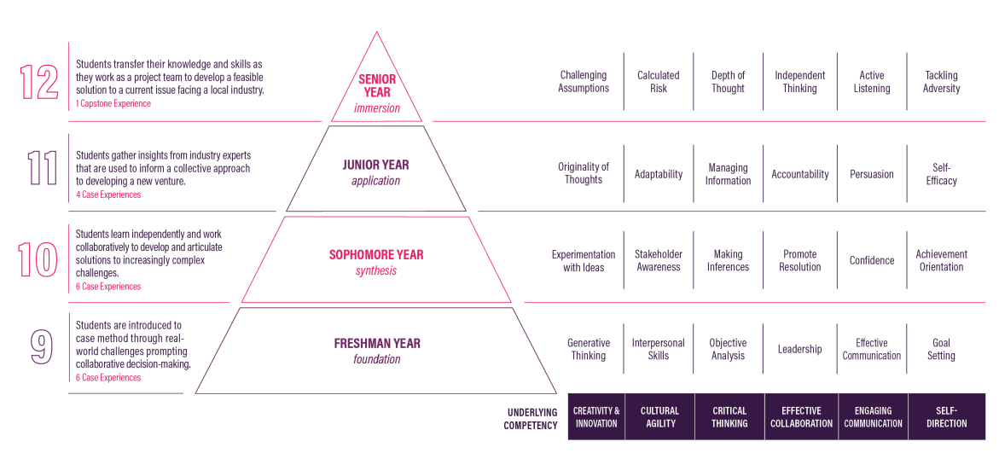 12
Students transfer their knowledge and skills as
they work as a project team to develop a feasible
solution to a current issue facing a local industry.
1 Capstone Experience
SENIOR
YEAR
immersion
Challenging
Assumptions
Calculated
Risk
Depth of
Thought
Independent
Thinking
Active
Listening
Tackling
Adversity
11
Students gather insights from industry experts
that are used to inform a collective approach
to developing a new venture.
4 Case Experiences
JUNIOR YEAR
application
Originality of
Thoughts
Adaptability
Managing
Information
Accountability
Persuasion
Self-
Efficacy
10
Students learn independently and work
collaboratively to develop and articulate
solutions to increasingly complex
challenges.
6 Case Experiences
SOPHOMORE YEAR
synthesis
Experimentation
with Ideas
Stakeholder
Awareness
Making
Inferences
Promote
Resolution
Confidence
Achievement
Orientation
9
Students are introduced to
case method through real-
world challenges prompting
collaborative decision-making.
6 Case Experiences
FRESHMAN YEAR
foundation
Generative
Thinking
Interpersonal
Skills
Objective
Analysis
Leadership
Effective
Communication
Goal
Setting
UNDERLYING
COMPETENCY
CREATIVITY &
INNOVATION
CULTURAL
AGILITY
CRITICAL
THINKING
EFFECTIVE
COLLABORATION
ENGAGING
COMMUNICATION
SELF-
DIRECTION